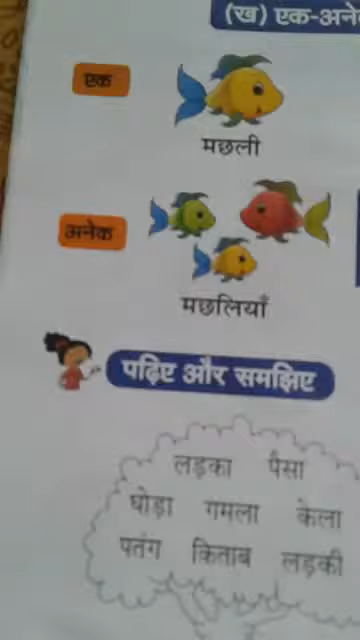 (ख) एक-अने
एक
मछली
अनेक
मछलियाँ
पढ़िए और समझिए
लड़का पैसा
घोड़ा गमला केला
पतंग किताब लड़की